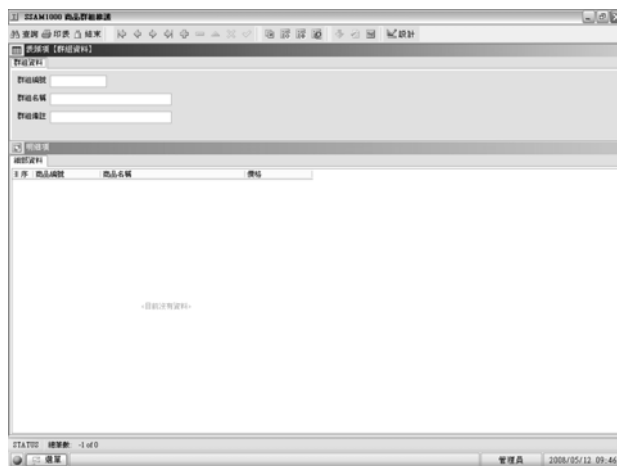 SZAM1000 商品群組維護
查詢 印表 結束 設計
表頭項【群組資料】
群組資料
群組編號
群組名稱
群組備註
明細項
細部資料
序 商品編號 商品名稱 價格
<目前沒有資料>
STATUS 總筆數: -1 of 0
選單 管理員 2008/05/12 09:46